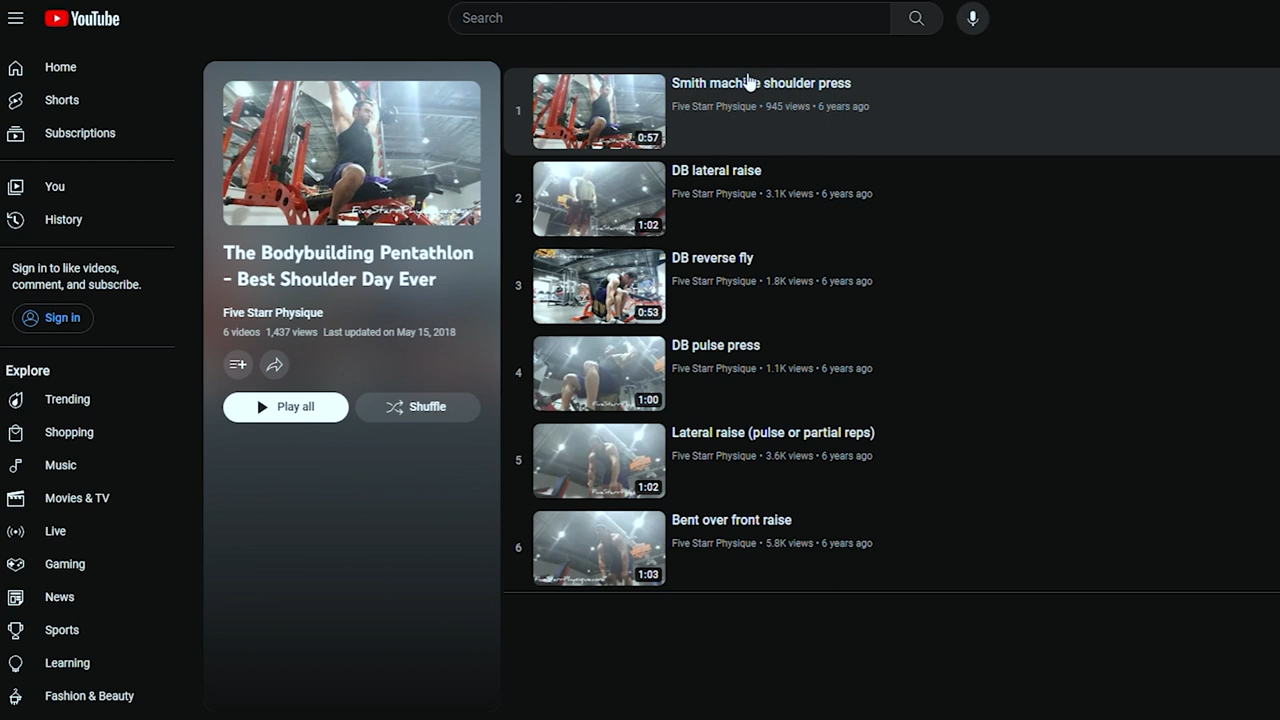 YouTube
Search
Home
Shorts
Subscriptions
You
History
Sign in to like videos,
comment, and subscribe.
Sign in
Explore
Trending
Shopping
Music
Movies & TV
Live
Gaming
News
Sports
Learning
Fashion & Beauty
The Bodybuilding Pentathlon
- Best Shoulder Day Ever
Five Starr Physique
6 videos 1,437 views Last updated on May 15, 2018
Play all
Shuffle
1
0:57
Smith machine shoulder press
Five Starr Physique • 945 views • 6 years ago
2
1:02
DB lateral raise
Five Starr Physique • 3.1K views • 6 years ago
3
0:53
DB reverse fly
Five Starr Physique • 1.8K views • 6 years ago
4
1:00
DB pulse press
Five Starr Physique • 1.1K views • 6 years ago
5
1:02
Lateral raise (pulse or partial reps)
Five Starr Physique • 3.6K views • 6 years ago
6
1:03
Bent over front raise
Five Starr Physique • 5.8K views • 6 years ago